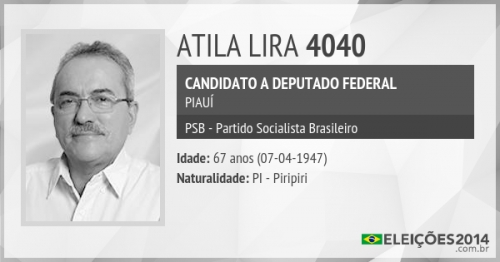 ATILA LIRA 4040
CANDIDATO A DEPUTADO FEDERAL
PIAUÍ
PSB - Partido Socialista Brasileiro
Idade: 67 anos (07-04-1947)
Naturalidade: PI - Piripiri
ELEIÇÕES2014
.com.br